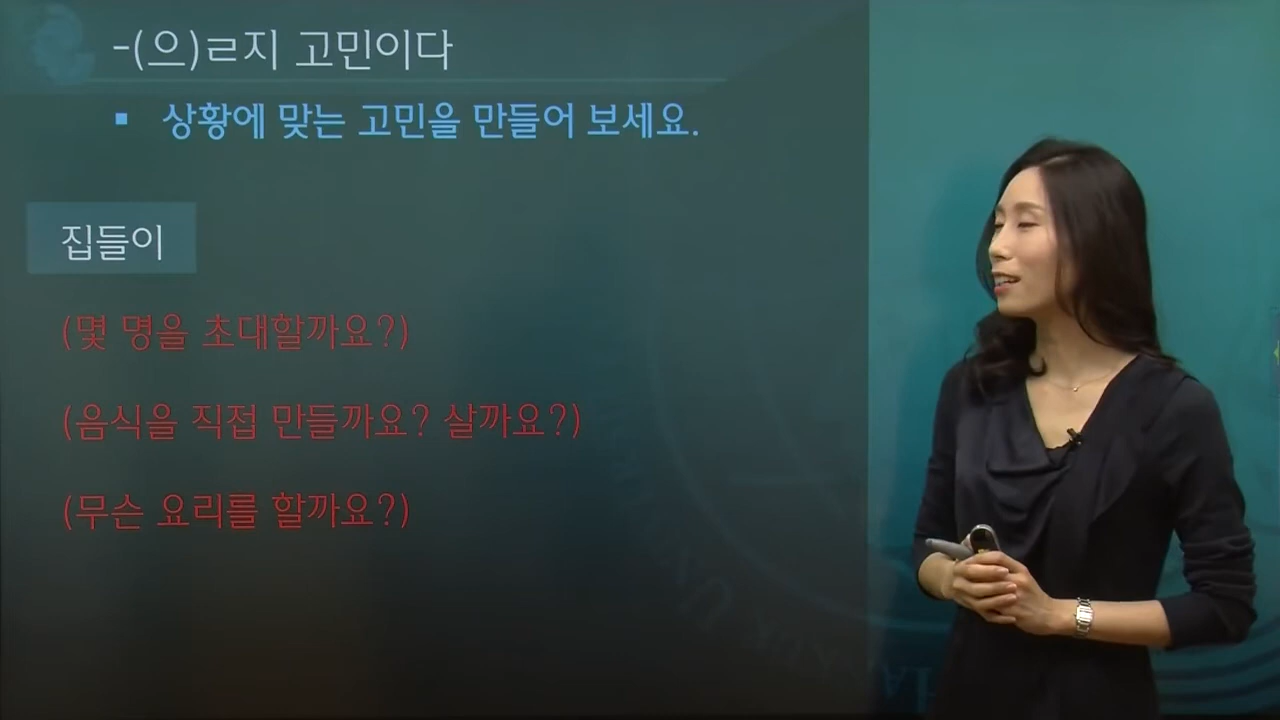 -(으)ㄹ지 고민이다
▪ 상황에 맞는 고민을 만들어 보세요.
집들이
(몇 명을 초대할까요?)
(음식을 직접 만들까요? 살까요?)
(무슨 요리를 할까요?)